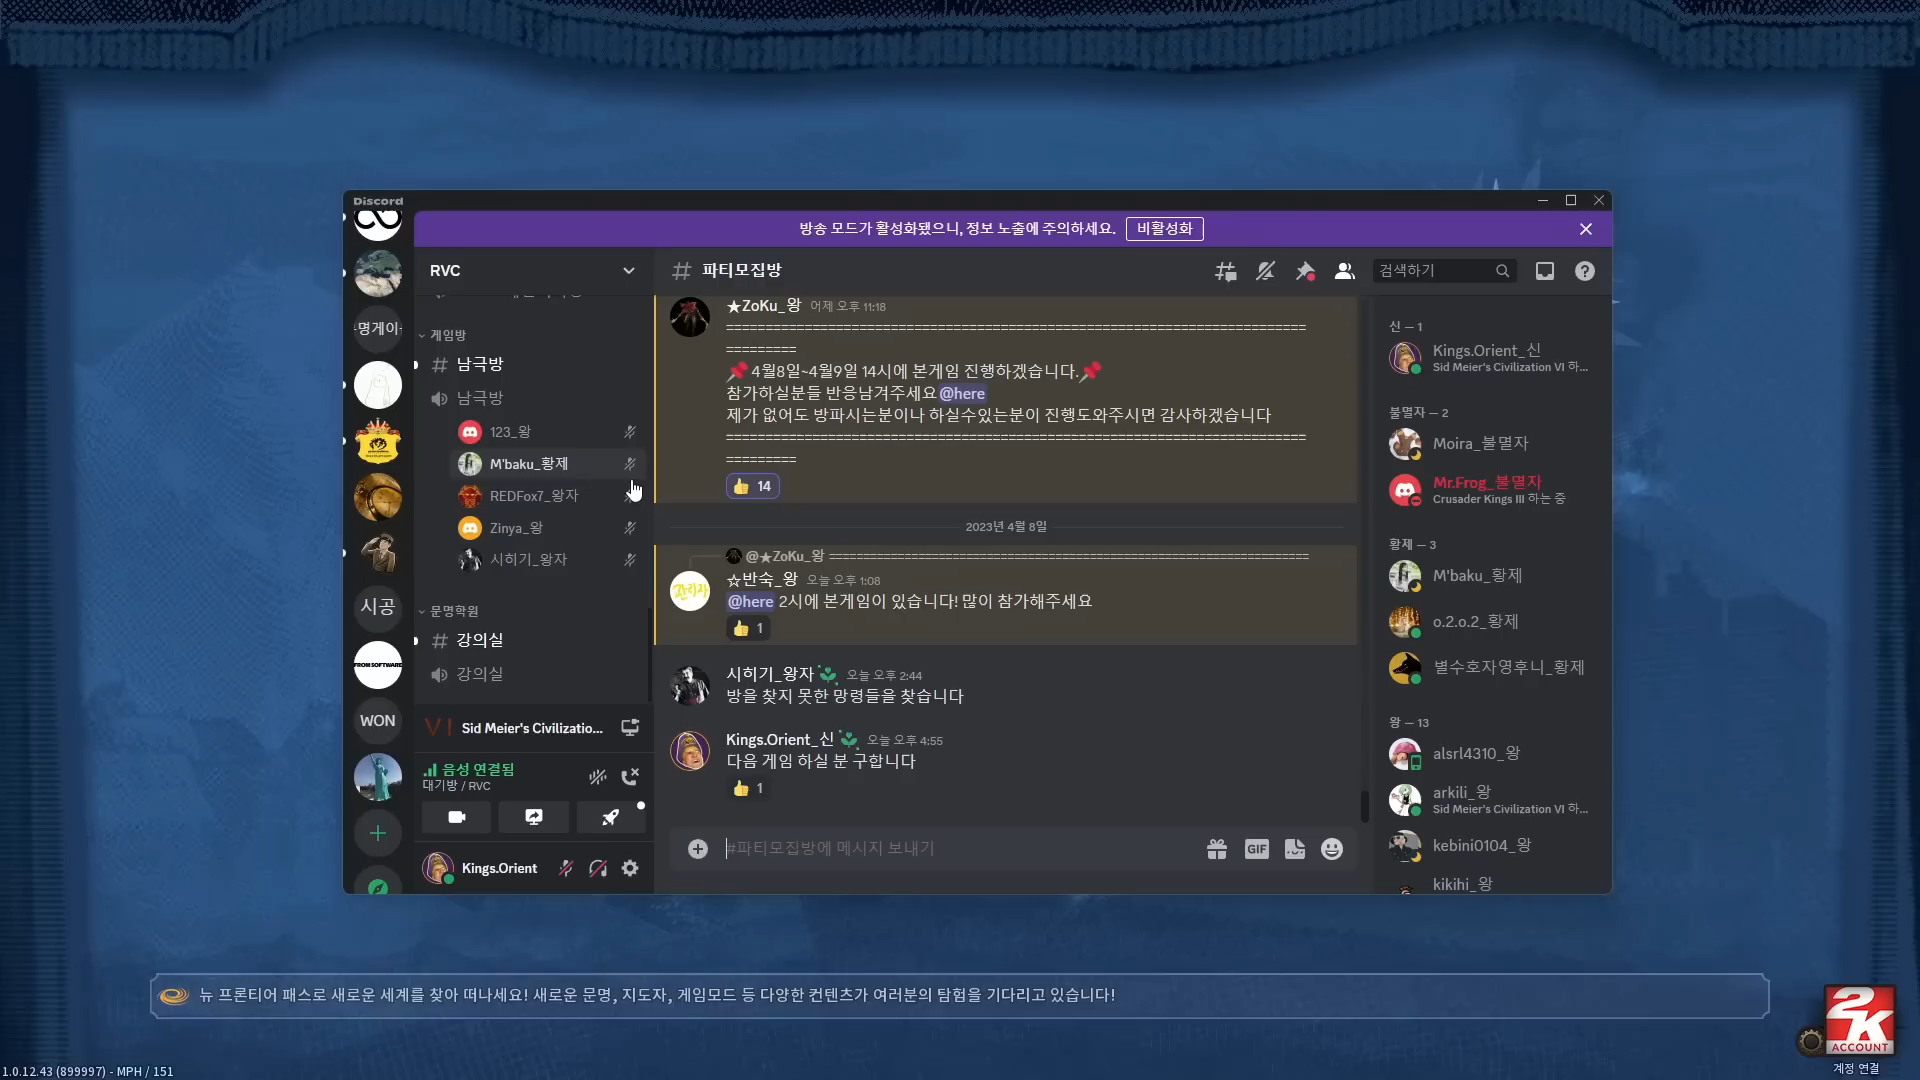 Discord
방송 모드가 활성화됐으니, 정보 노출에 주의하세요. 비활성화
RVC
파티모집방
검색하기
명게이
시공
FROM SOFTWARE
WON
게임방
남극방
남극방
123_왕
M'baku_황제
REDFox7_왕자
Zinya_왕
시히기_왕자
문명학원
강의실
강의실
VI Sid Meier's Civilizatio...
음성 연결됨
대기방 / RVC
Kings.Orient
★ZoKu_왕 어제 오후 11:18
==========================================================================
=========
4월8일~4월9일 14시에 본게임 진행하겠습니다.
참가하실분들 반응남겨주세요@here
제가 없어도 방파시는분이나 하실수있는분이 진행도와주시면 감사하겠습니다
==========================================================================
=========
14
2023년 4월 8일
@★ZoKu_왕 ======================================================================
관리자
☆반숙_왕 오늘 오후 1:08
@here 2시에 본게임이 있습니다! 많이 참가해주세요
1
시히기_왕자 오늘 오후 2:44
방을 찾지 못한 망령들을 찾습니다
Kings.Orient_신 오늘 오후 4:55
다음 게임 하실 분 구합니다
1
#파티모집방에 메시지 보내기
GIF
신 — 1
Kings.Orient_신
Sid Meier's Civilization VI 하...
불멸자 — 2
Moira_불멸자
Mr.Frog_불멸자
Crusader Kings III 하는 중
황제 — 3
M'baku_황제
o.2.o.2_황제
별수호자영후니_황제
왕 — 13
alsrl4310_왕
arkili_왕
Sid Meier's Civilization VI 하...
kebini0104_왕
kikihi_왕
뉴 프론티어 패스로 새로운 세계를 찾아 떠나세요! 새로운 문명, 지도자, 게임모드 등 다양한 컨텐츠가 여러분의 탐험을 기다리고 있습니다!
2K
ACCOUNT
계정 연결
1.0.12.43 (899997) - MPH / 151